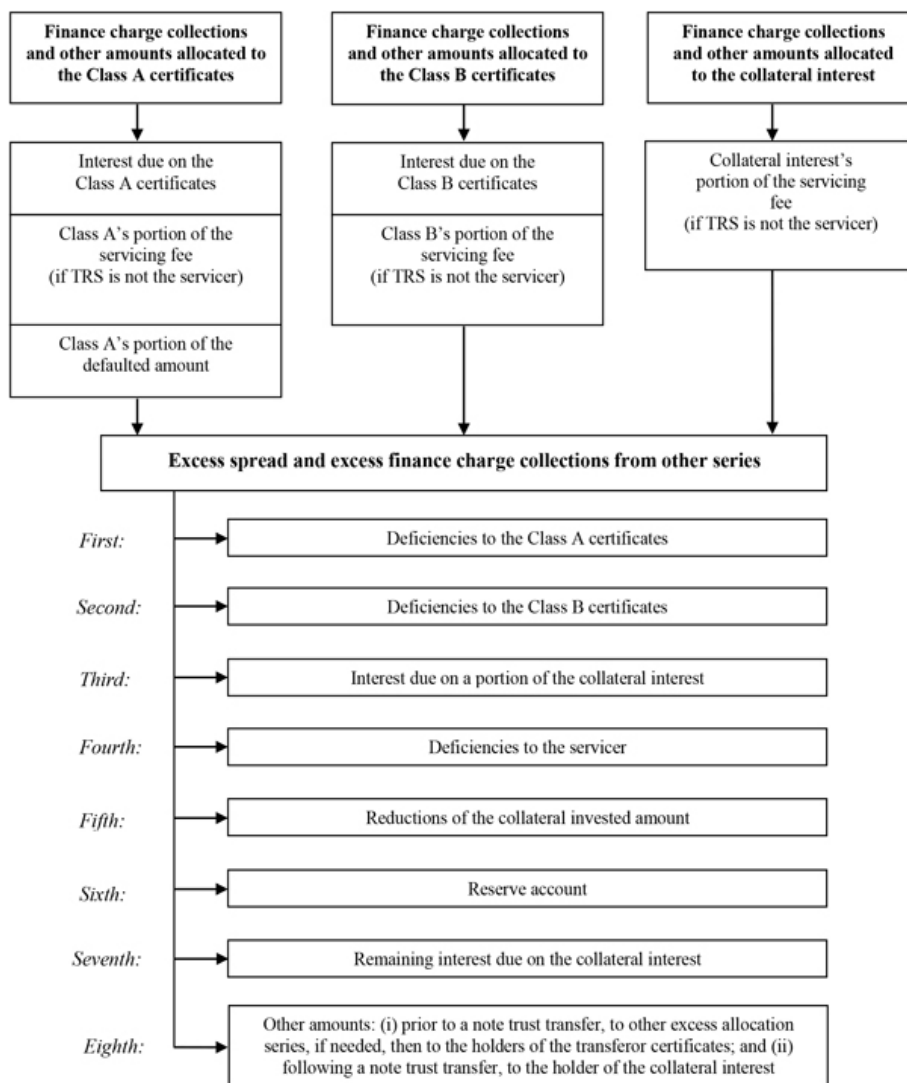 Finance charge collections
and other amounts allocated to
the Class A certificates
Finance charge collections
and other amounts allocated to
the Class B certificates
Finance charge collections
and other amounts allocated
to the collateral interest
Interest due on the
Class A certificates
Class A's portion of the
servicing fee
(if TRS is not the servicer)
Class A's portion of the
defaulted amount
Interest due on the
Class B certificates
Class B's portion of the
servicing fee
(if TRS is not the servicer)
Collateral interest's
portion of the servicing
fee
(if TRS is not the servicer)
Excess spread and excess finance charge collections from other series
First:
Deficiencies to the Class A certificates
Second:
Deficiencies to the Class B certificates
Third:
Interest due on a portion of the collateral interest
Fourth:
Deficiencies to the servicer
Fifth:
Reductions of the collateral invested amount
Sixth:
Reserve account
Seventh:
Remaining interest due on the collateral interest
Eighth:
Other amounts: (i) prior to a note trust transfer, to other excess allocation
series, if needed, then to the holders of the transferor certificates; and (ii)
following a note trust transfer, to the holder of the collateral interest